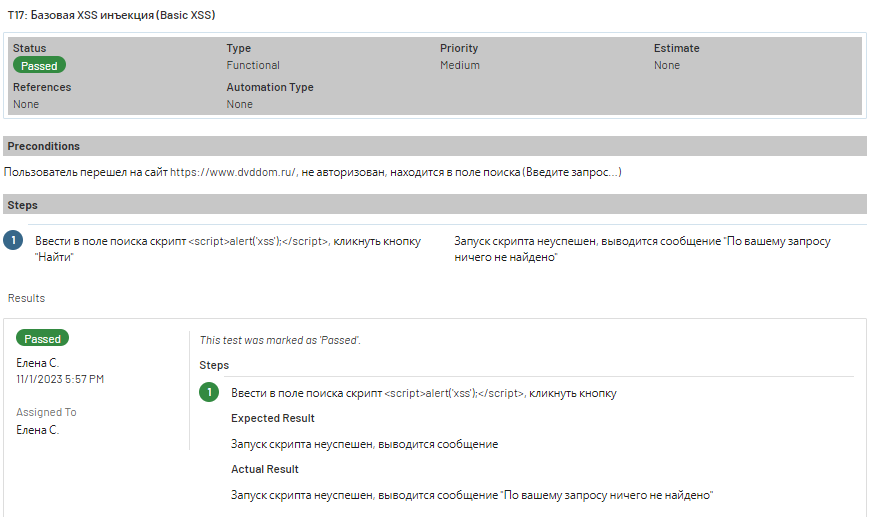 T17: Базовая XSS инъекция (Basic XSS)
Status Type Priority Estimate
Passed Functional Medium None
References Automation Type
None None
Preconditions
Пользователь перешел на сайт https://www.dvddom.ru/, не авторизован, находится в поле поиска (Введите запрос...)
Steps
1 Ввести в поле поиска скрипт <script>alert('xss');</script>, кликнуть кнопку Запуск скрипта неуспешен, выводится сообщение "По вашему запросу
"Найти" ничего не найдено"
Results
Passed This test was marked as 'Passed'.
Елена С. Steps
11/1/2023 5:57 PM
1 Ввести в поле поиска скрипт <script>alert('xss');</script>, кликнуть кнопку
Assigned To Expected Result
Елена С.
Запуск скрипта неуспешен, выводится сообщение
Actual Result
Запуск скрипта неуспешен, выводится сообщение "По вашему запросу ничего не найдено"